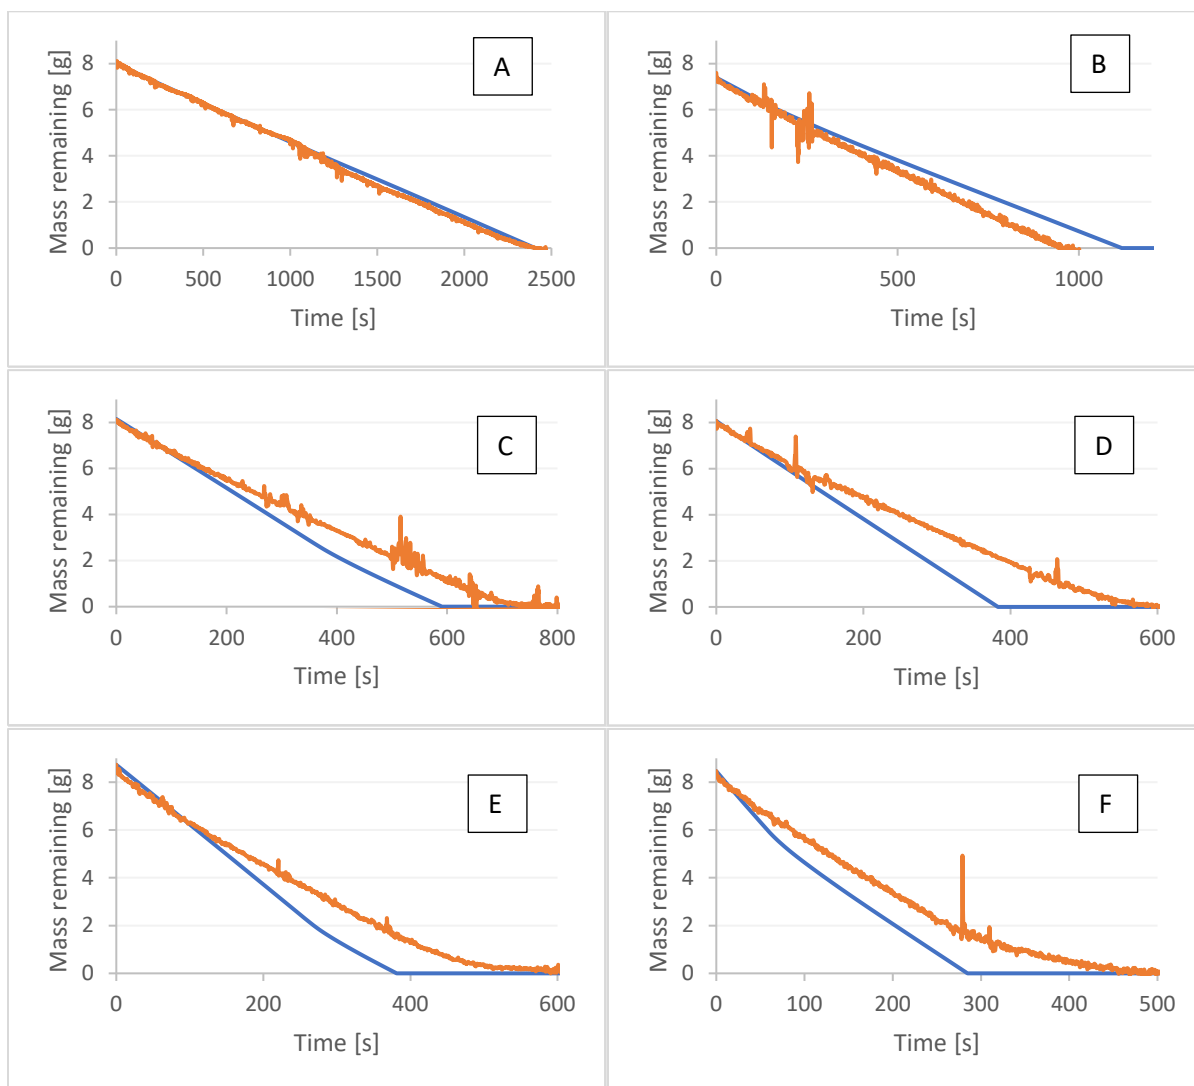 A
Mass remaining [g]
8
6
4
2
0
0 500 1000 1500 2000 2500
Time [s]
B
Mass remaining [g]
8
6
4
2
0
0 500 1000
Time [s]
C
Mass remaining [g]
8
6
4
2
0
0 200 400 600 800
Time [s]
D
Mass remaining [g]
8
6
4
2
0
0 200 400 600
Time [s]
E
Mass remaining [g]
8
6
4
2
0
0 200 400 600
Time [s]
F
Mass remaining [g]
8
6
4
2
0
0 100 200 300 400 500
Time [s]